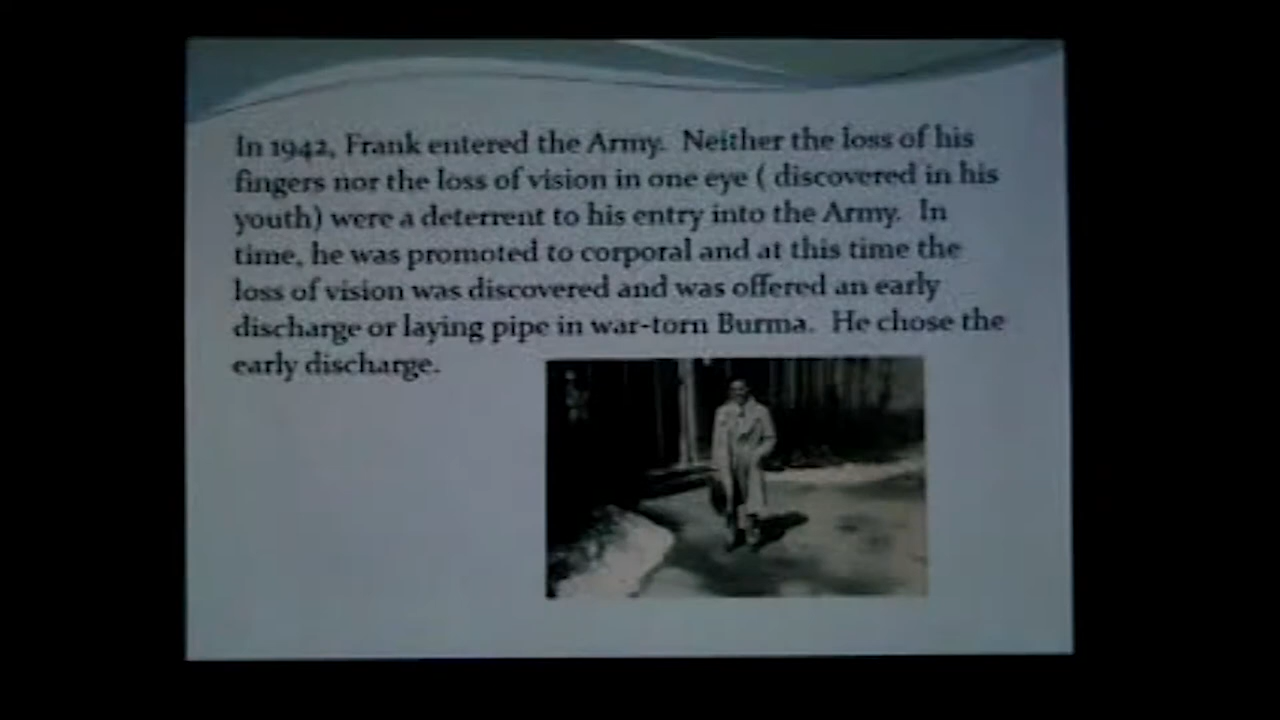 In 1942, Frank entered the Army. Neither the loss of his
fingers nor the loss of vision in one eye ( discovered in his
youth) were a deterrent to his entry into the Army. In
time, he was promoted to corporal and at this time the
loss of vision was discovered and was offered an early
discharge or laying pipe in war-torn Burma. He chose the
early discharge.